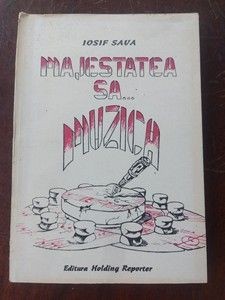 IOSIF SAVA
MAJESTATEA
SA...
MUZICA
Editura Holding Reporter